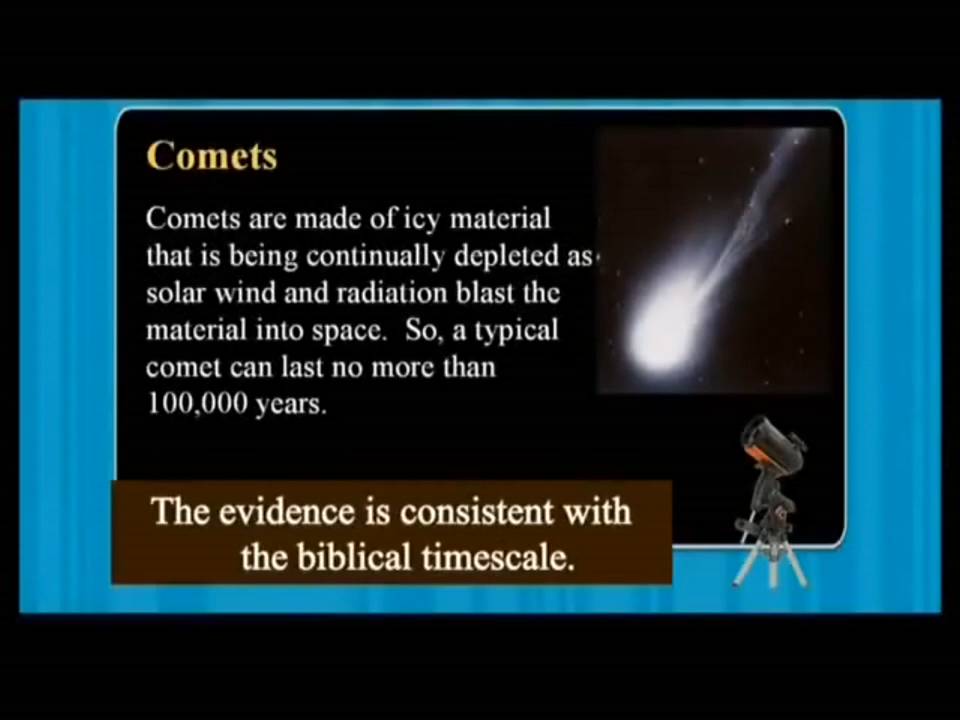 Comets
Comets are made of icy material
that is being continually depleted as
solar wind and radiation blast the
material into space. So, a typical
comet can last no more than
100,000 years.
The evidence is consistent with
the biblical timescale.